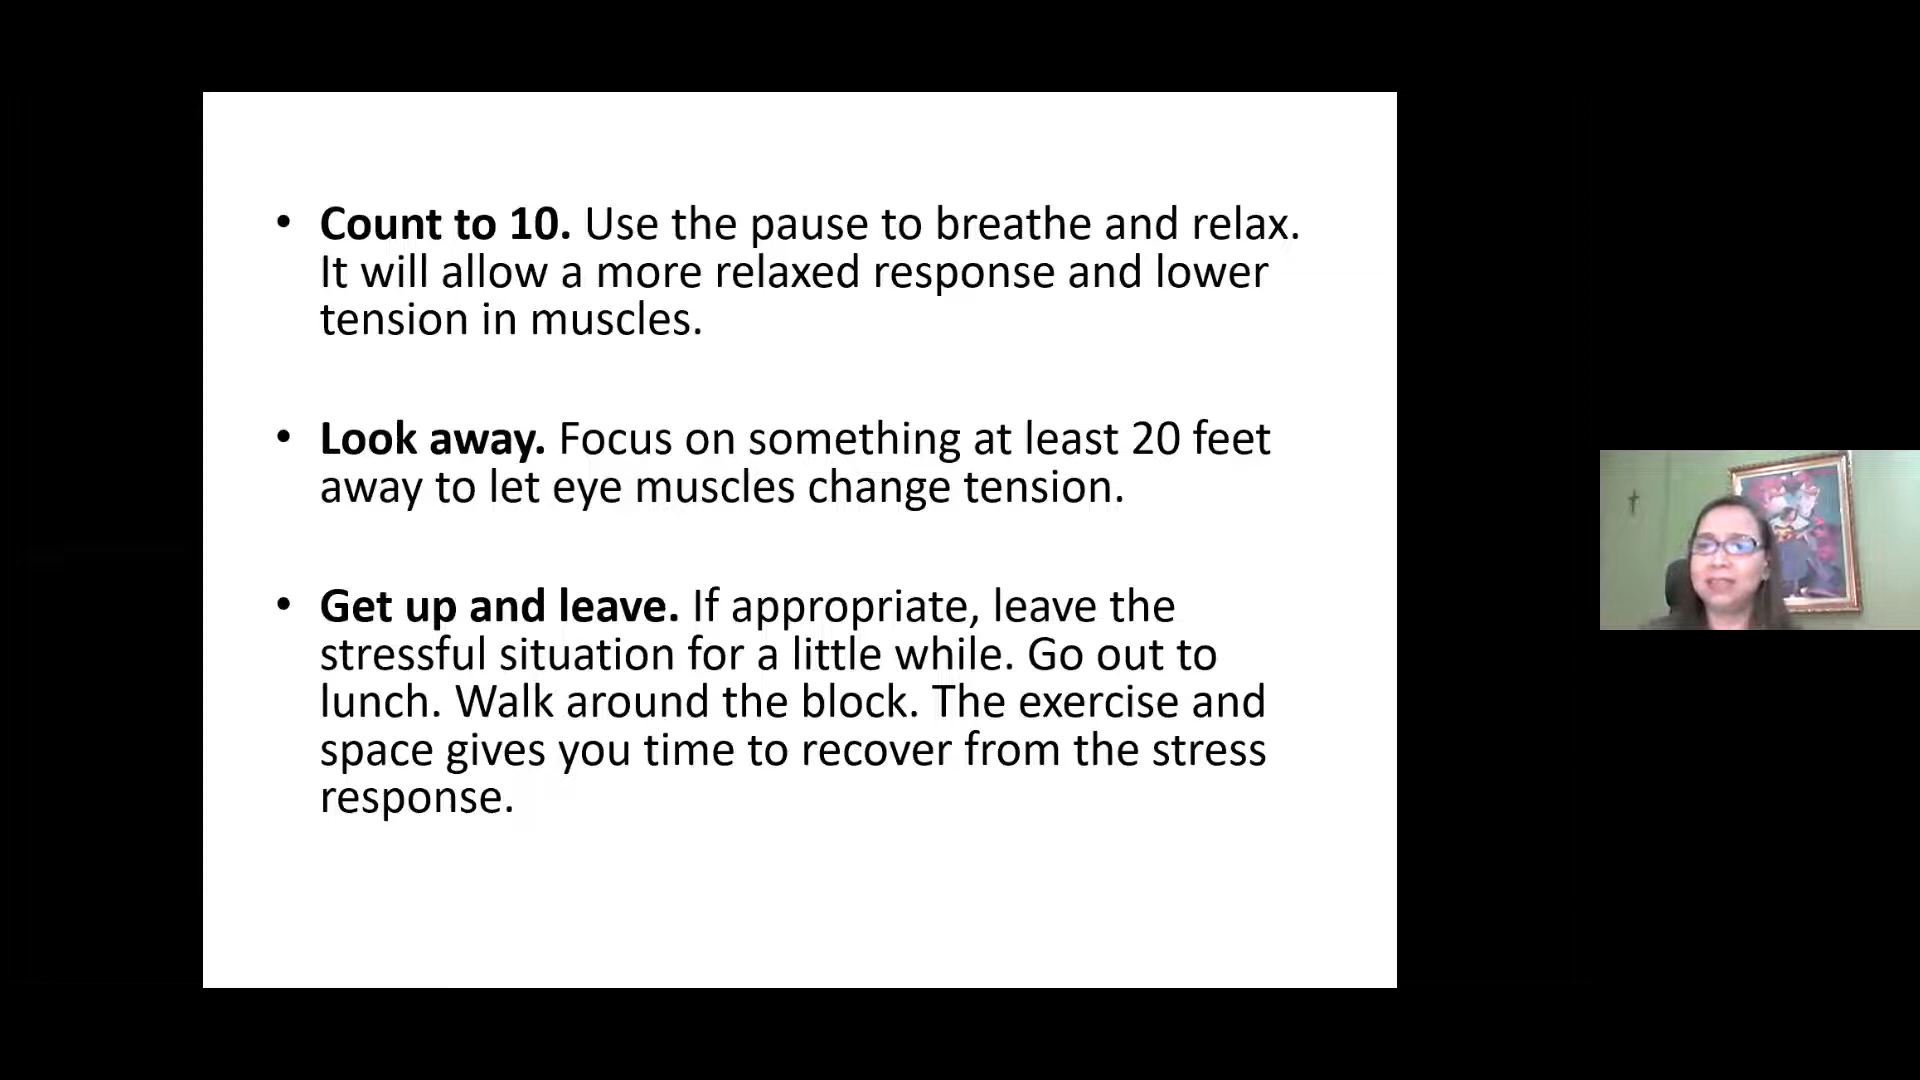 • Count to 10. Use the pause to breathe and relax.
It will allow a more relaxed response and lower
tension in muscles.
• Look away. Focus on something at least 20 feet
away to let eye muscles change tension.
• Get up and leave. If appropriate, leave the
stressful situation for a little while. Go out to
lunch. Walk around the block. The exercise and
space gives you time to recover from the stress
response.